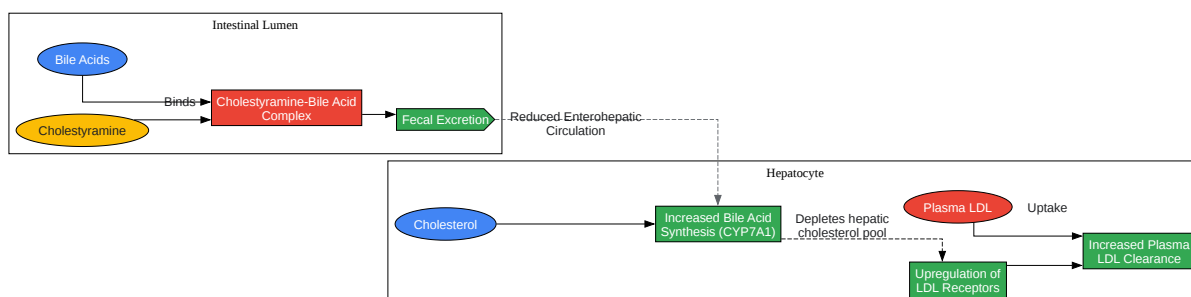 Intestinal Lumen
Bile Acids
Binds
Cholestyramine
Cholestyramine-Bile Acid
Complex
Fecal Excretion
Reduced Enterohepatic
Circulation
Hepatocyte
Cholesterol
Increased Bile Acid
Synthesis (CYP7A1)
Depletes hepatic
cholesterol pool
Plasma LDL
Uptake
Upregulation of
LDL Receptors
Increased Plasma
LDL Clearance